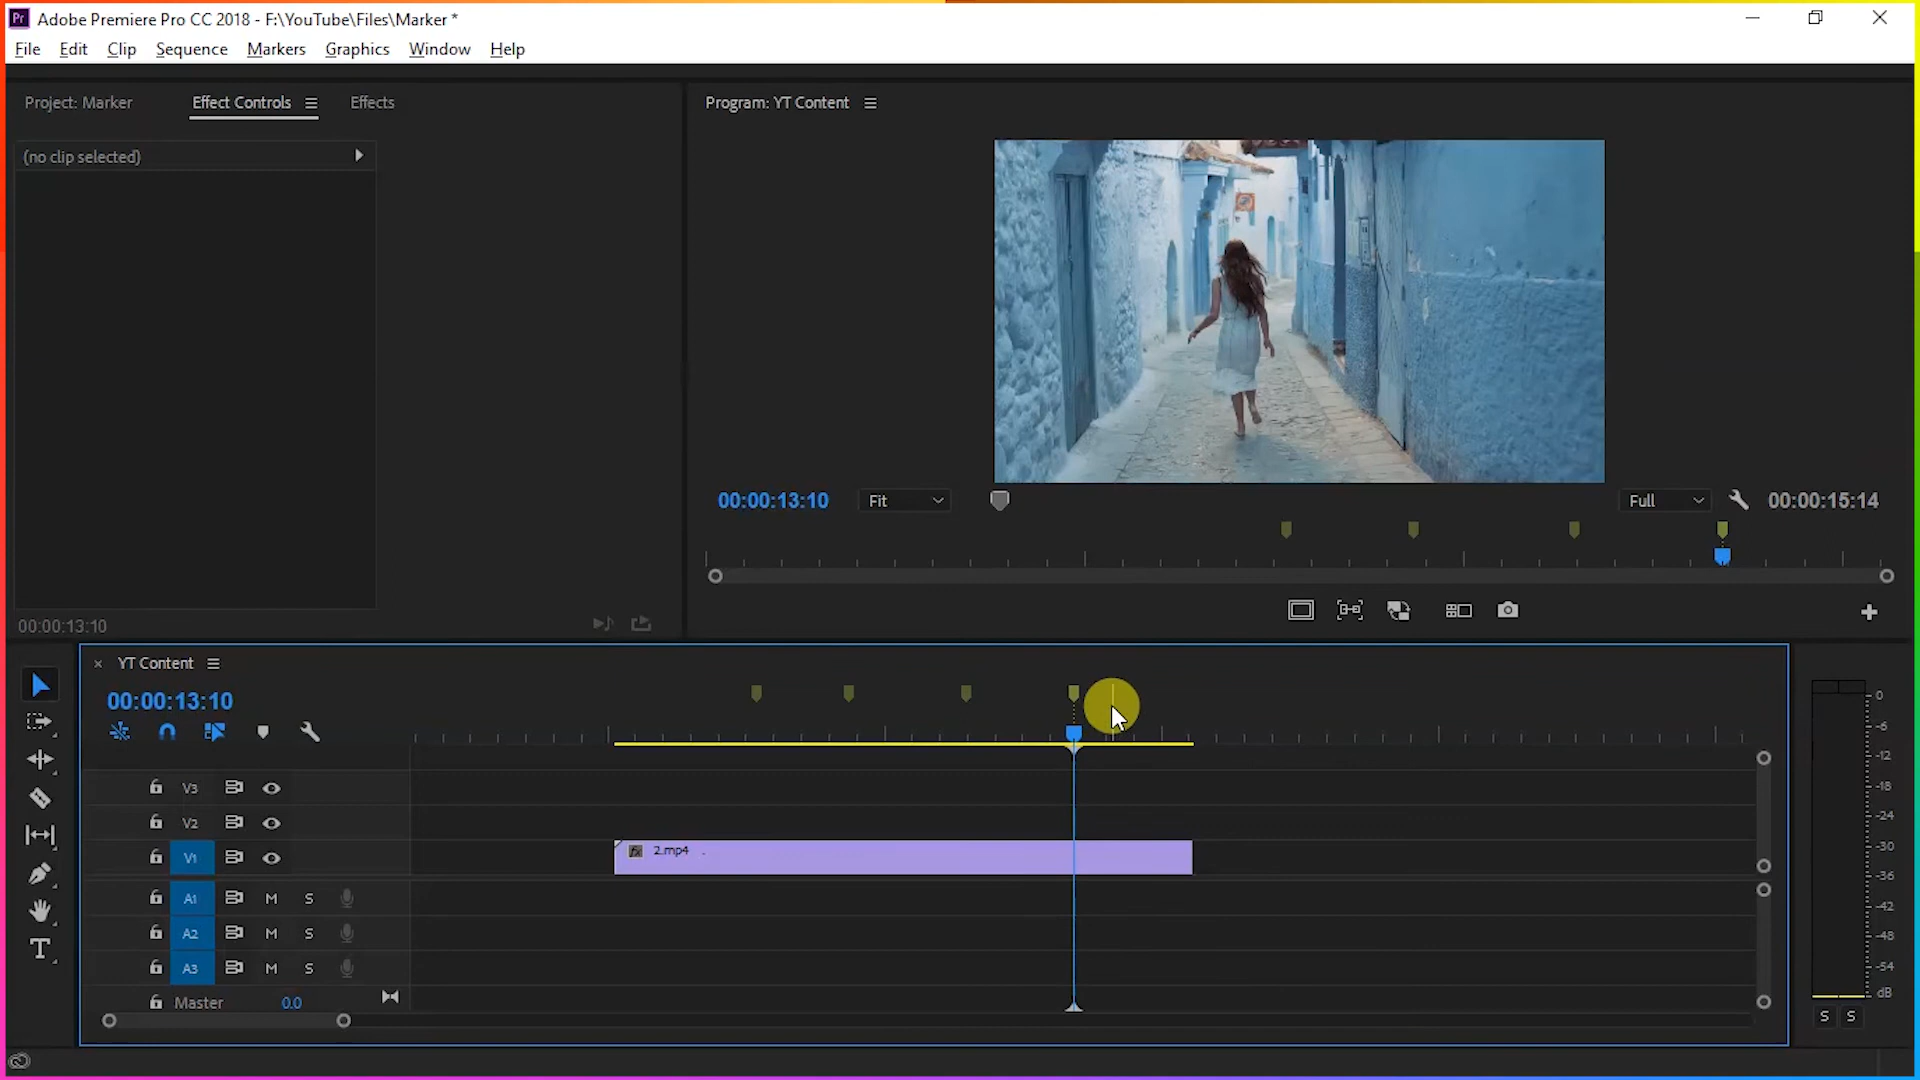 Pr Adobe Premiere Pro CC 2018 - F:\YouTube\Files\Marker *
File Edit Clip Sequence Markers Graphics Window Help
Project: Marker Effect Controls Effects
Program: YT Content
(no clip selected)
00:00:13:10 Fit Full 00:00:15:14
00:00:13:10
× YT Content
00:00:13:10
V3
V2
V1 fx 2.mp4
A1 M S
A2 M S
A3 M S
Master 0.0
0
-6
-12
-18
-24
-30
-36
-42
-48
-54
dB
S S